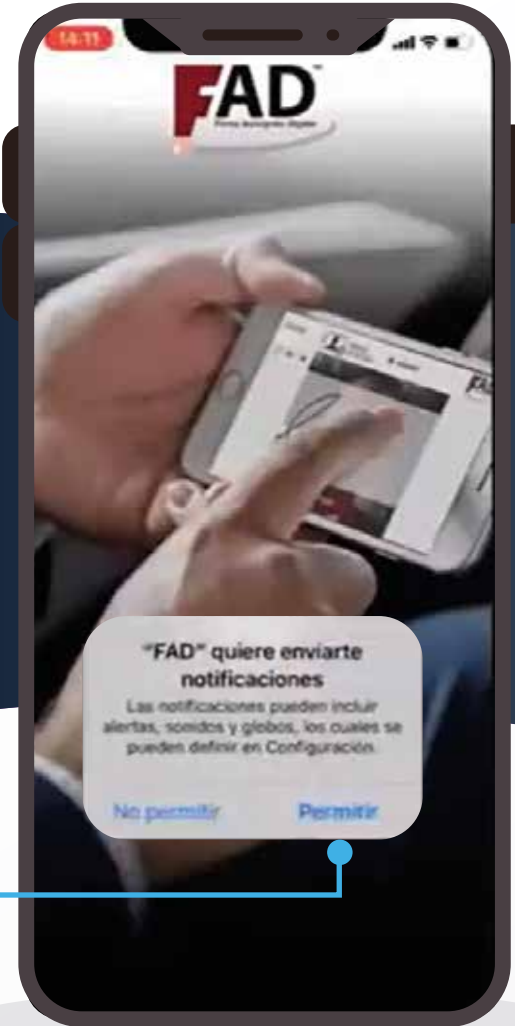 14:11
FAD
"FAD" quiere enviarte
notificaciones
Las notificaciones pueden incluir
alertas, sonidos y globos, los cuales se
pueden definir en Configuración.
No permitir
Permitir